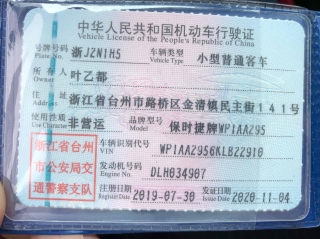 中华人民共和国机动车行驶证
Vehicle License of the People's Republic of China
号牌号码 浙JZN1H5 车辆类型 小型普通客车
Plate No. Vehicle Type
所有人 叶乙都
Owner
住址 浙江省台州市路桥区金清镇民主街141号
Address
使用性质 非营运 品牌型号 保时捷牌WP1AA295
Use Character Model
浙江省台州市公安局交通警察支队
车辆识别代号 WP1AA2956KLB22910
VIN
发动机号码 DLH034907
Engine No.
注册日期 2019-07-30 发证日期 2020-11-04
Register Date Issue Date